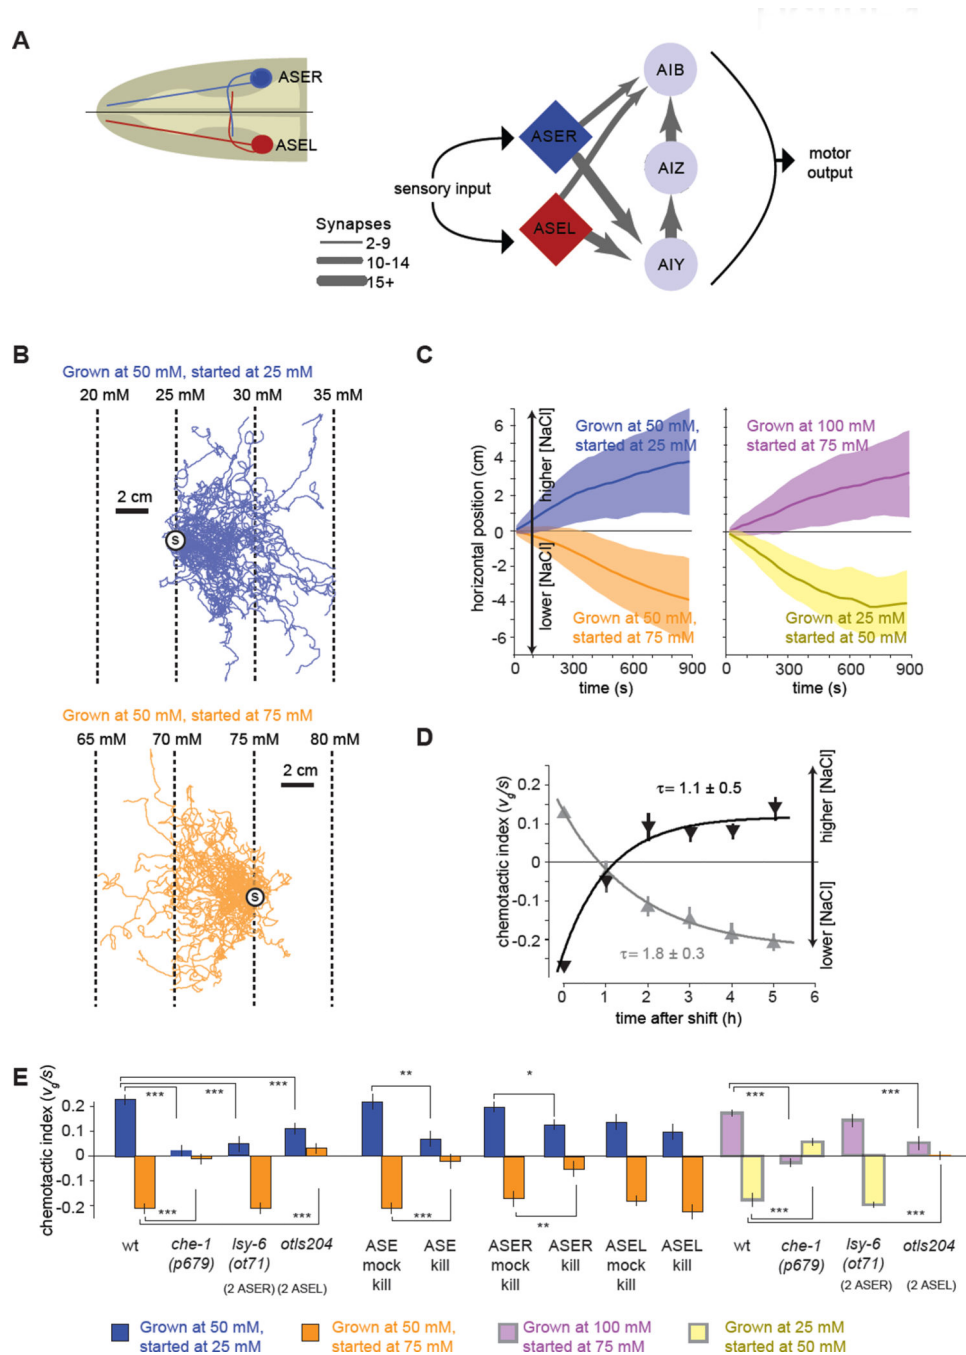 A
ASER
ASEL
Synapses
2-9
10-14
15+
sensory input
ASER
ASEL
AIB
AIZ
AIY
motor
output
B
Grown at 50 mM, started at 25 mM
20 mM 25 mM 30 mM 35 mM
2 cm
S
Grown at 50 mM, started at 75 mM
65 mM 70 mM 75 mM 80 mM
2 cm
S
C
horizontal position (cm)
6
4
2
0
-2
-4
-6
higher [NaCl]
lower [NaCl]
Grown at 50 mM,
started at 25 mM
Grown at 50 mM,
started at 75 mM
0 300 600 900
time (s)
Grown at 100 mM
started at 75 mM
Grown at 25 mM
started at 50 mM
0 300 600 900
time (s)
D
chemotactic index (vg/s)
0.2
0.1
0
-0.1
-0.2
τ= 1.1 ± 0.5
τ= 1.8 ± 0.3
higher [NaCl]
lower [NaCl]
0 1 2 3 4 5 6
time after shift (h)
E
chemotactic index (vg/s)
0.2
0.1
0
-0.1
-0.2
*** *** *** ** * *** ***
*** *** *** ** *** ***
wt
che-1
(p679)
lsy-6
(ot71)
(2 ASER)
otIs204
(2 ASEL)
ASE
mock
kill
ASE
kill
ASER
mock
kill
ASER
kill
ASEL
mock
kill
ASEL
kill
wt
che-1
(p679)
lsy-6
(ot71)
(2 ASER)
otIs204
(2 ASEL)
Grown at 50 mM,
started at 25 mM
Grown at 50 mM,
started at 75 mM
Grown at 100 mM
started at 75 mM
Grown at 25 mM
started at 50 mM